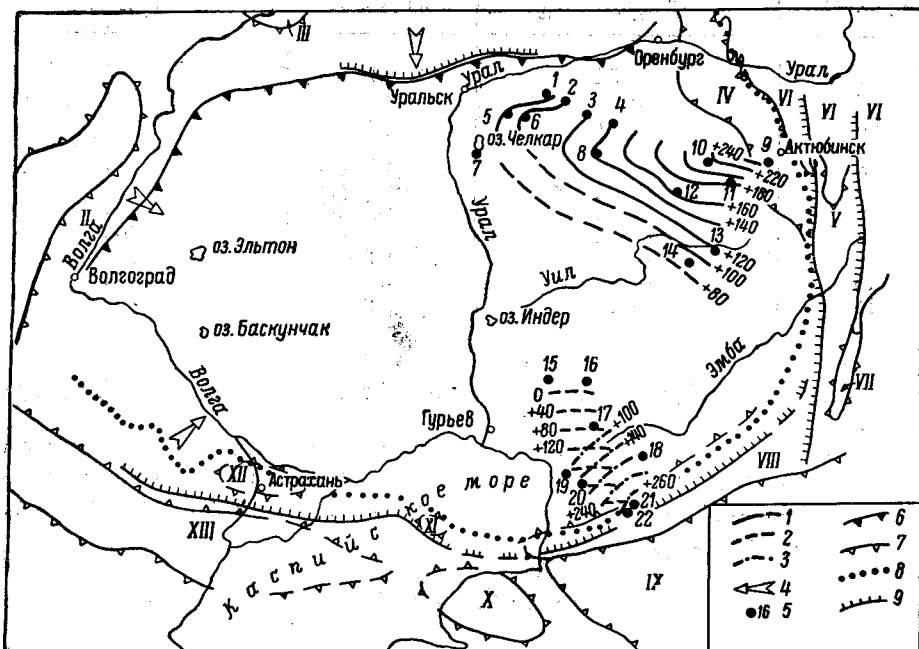 III
Оренбург
Урал
Уральск
Урал
IV
VI
VI
VI
1
2
3
4
5
6
оз. Челкар
7
8
10
+240
9
Актюбинск
+220
11
+180
12
+160
+140
V
II
Волга
Волгоград
оз. Эльтон
Урал
13
+120
14
+100
+80
Уил
оз. Индер
оз. Баскунчак
Эмба
VII
Волга
15
16
0
+40
+80
17
+100
+120
+140
Гурьев
18
VIII
XII
Астрахань
19
20
+260
21
+240
22
XIII
XI
Каспийское море
X
IX
1
2
3
4
16 5
6
7
8
9